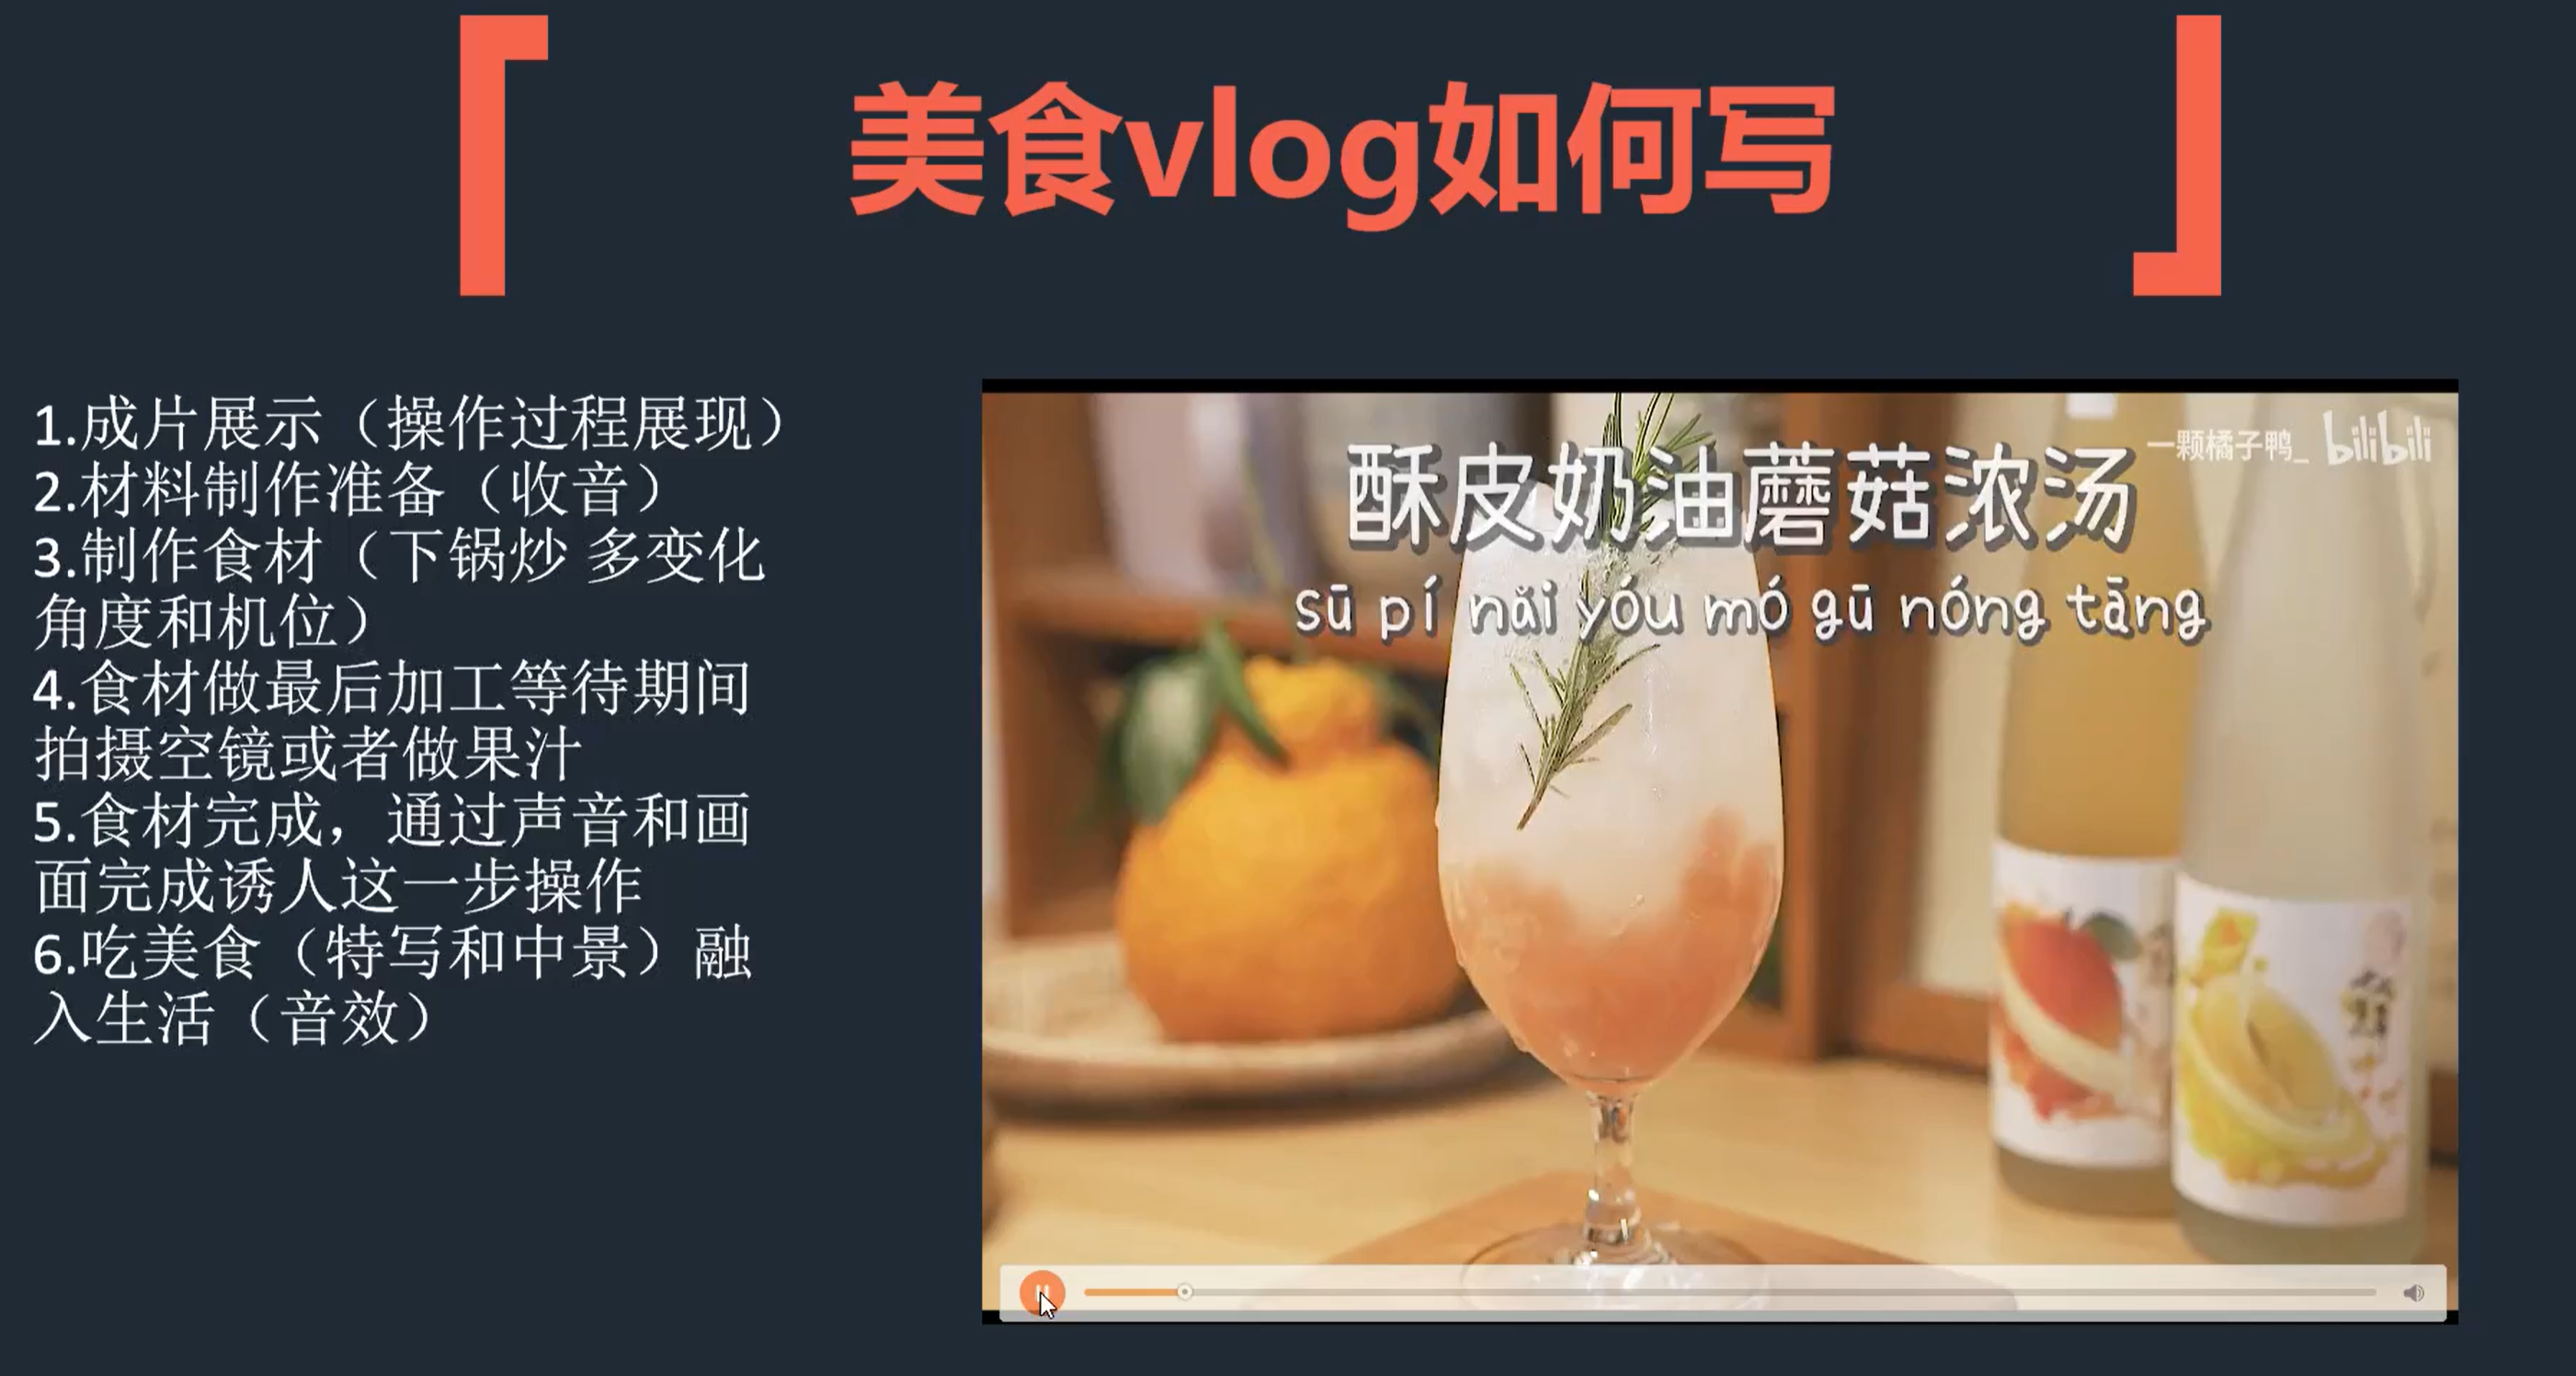 美食vlog如何写
1.成片展示（操作过程展现）
2.材料制作准备（收音）
3.制作食材（下锅炒 多变化
角度和机位）
4.食材做最后加工等待期间
拍摄空镜或者做果汁
5.食材完成，通过声音和画
面完成诱人这一步操作
6.吃美食（特写和中景）融
入生活（音效）
一颗橘子鸭_ bilibili
酥皮奶油蘑菇浓汤
sū pí nǎi yóu mó gū nóng tāng